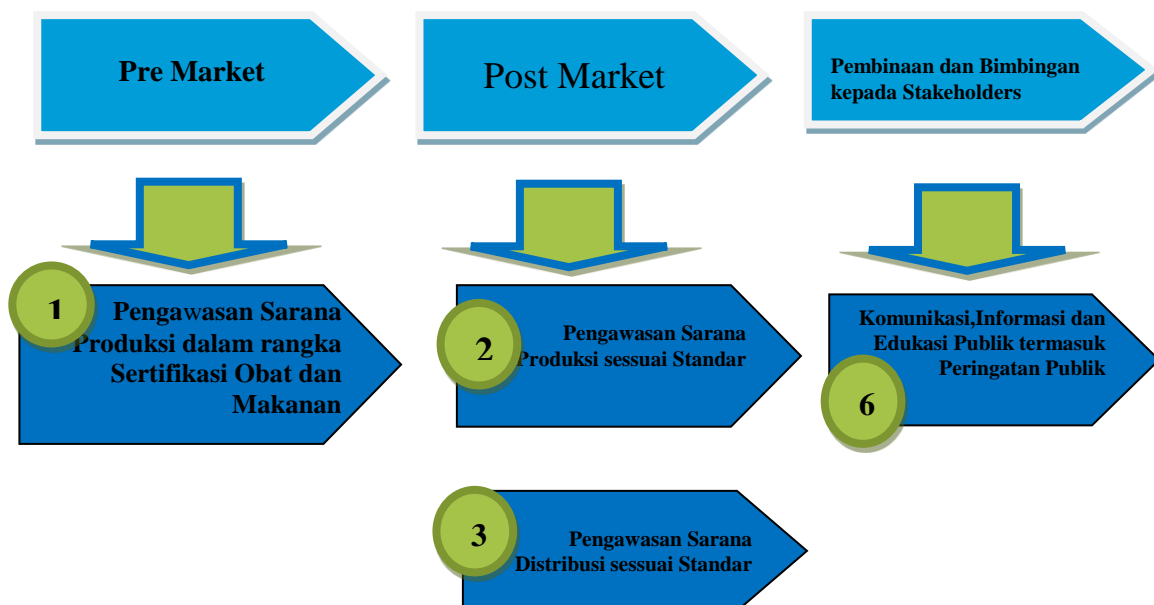 Pre Market
Post Market
Pembinaan dan Bimbingan
kepada Stakeholders
1
Pengawasan Sarana
Produksi dalam rangka
Sertifikasi Obat dan
Makanan
2
Pengawasan Sarana
Produksi sessuai Standar
Komunikasi,Informasi dan
Edukasi Publik termasuk
Peringatan Publik
6
3
Pengawasan Sarana
Distribusi sessuai Standar